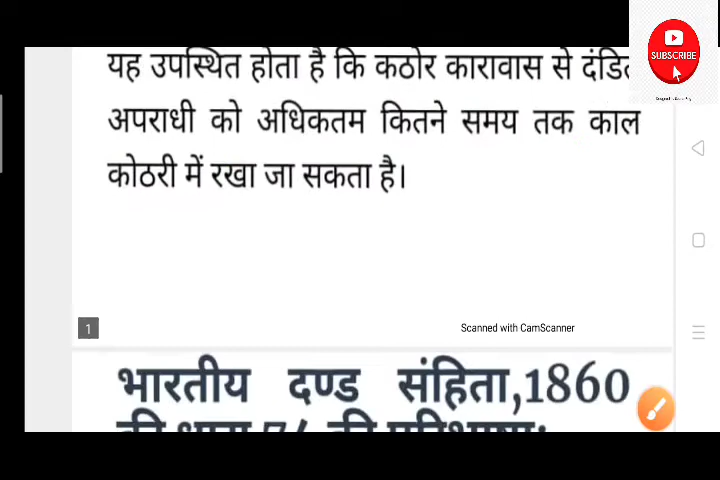 SUBSCRIBE
यह उपस्थित होता है कि कठोर कारावास से
अपराधी को अधिकतम कितने समय तक काल
कोठरी में रखा जा सकता है।
1
Scanned with CamScanner
भारतीय दण्ड संहिता,1860